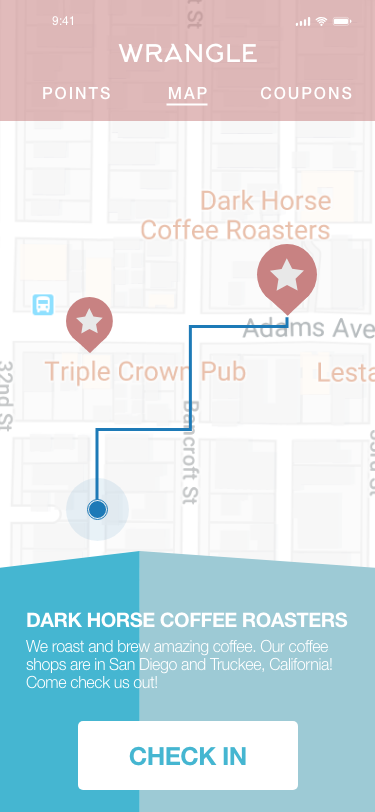 9:41
WRANGLE
POINTS MAP COUPONS
t St
Dark Horse
Coffee Roasters
Adams Ave
Triple Crown Pub
Lesta
32nd St
Bancroft St
DARK HORSE COFFEE ROASTERS
We roast and brew amazing coffee. Our coffee
shops are in San Diego and Truckee, California!
Come check us out!
CHECK IN